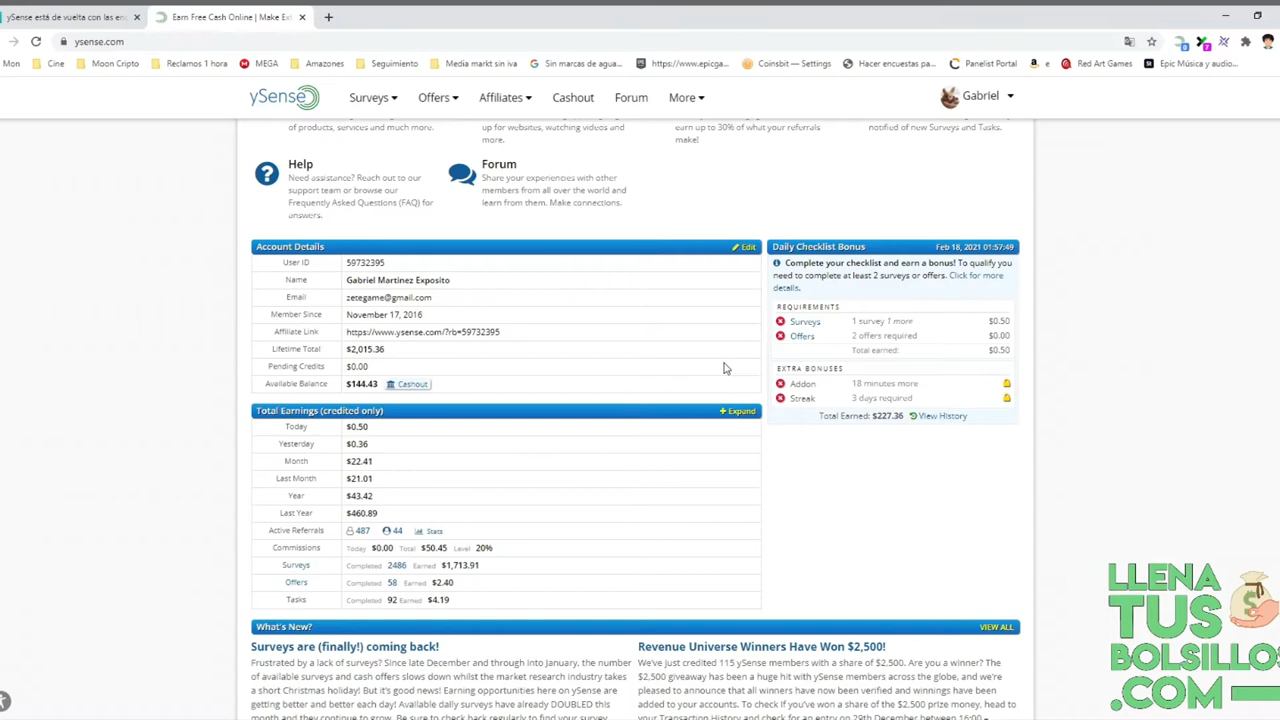 ySense está de vuelta con las en
Earn Free Cash Online | Make Ex
ysense.com
Mon
Cine
Moon Cripto
Reclamos 1 hora
MEGA
Amazones
Seguimiento
Media markt sin iva
Sin marcas de agua...
https://www.epicga...
Coinsbit — Settings
Hacer encuestas pa...
Panelist Portal
e
Red Art Games
Epic Música y audio...
ySense
Surveys
Offers
Affiliates
Cashout
Forum
More
Gabriel
of products, services and much more.
up for websites, watching videos and
more.
earn up to 30% of what your referrals
make!
notified of new Surveys and Tasks.
Help
Need assistance? Reach out to our
support team or browse our
Frequently Asked Questions (FAQ) for
answers.
Forum
Share your experiences with other
members from all over the world and
learn from them. Make connections.
Account Details
Edit
User ID 59732395
Name Gabriel Martinez Exposito
Email zetegame@gmail.com
Member Since November 17, 2016
Affiliate Link https://www.ysense.com/?rb=59732395
Lifetime Total $2,015.36
Pending Credits $0.00
Available Balance $144.43 Cashout
Daily Checklist Bonus Feb 18, 2021 01:57:49
Complete your checklist and earn a bonus! To qualify you
need to complete at least 2 surveys or offers. Click for more
details.
REQUIREMENTS
Surveys 1 survey 1 more $0.50
Offers 2 offers required $0.00
Total earned: $0.50
EXTRA BONUSES
Addon 18 minutes more
Streak 3 days required
Total Earned: $227.36 View History
Total Earnings (credited only)
Expand
Today $0.50
Yesterday $0.36
Month $22.41
Last Month $21.01
Year $43.42
Last Year $460.89
Active Referrals 487 44 Stats
Commissions Today $0.00 Total $50.45 Level 20%
Surveys Completed 2486 Earned $1,713.91
Offers Completed 58 Earned $2.40
Tasks Completed 92 Earned $4.19
What's New?
VIEW ALL
Surveys are (finally!) coming back!
Frustrated by a lack of surveys? Since late December and through into January, the number
of available surveys and cash offers slows down whilst the market research industry takes
a short Christmas holiday! But it's good news! Earning opportunities here on ySense are
getting better and better each day! Available daily surveys have already DOUBLED this
month and they continue to grow. Be sure to check back regularly to find your survey
Revenue Universe Winners Have Won $2,500!
We've just credited 115 ySense members with a share of $2,500. Are you a winner? The
$2,500 giveaway has been a huge hit with ySense members across the globe, and we're
pleased to announce that all winners have now been verified and winnings have been
added to your accounts. To check if you've won a share of the $2,500 prize money, head
your Transaction History and check for an entry on 29th December between 16:00 –
LLENA
TUS
BOLSILLOS
.COM